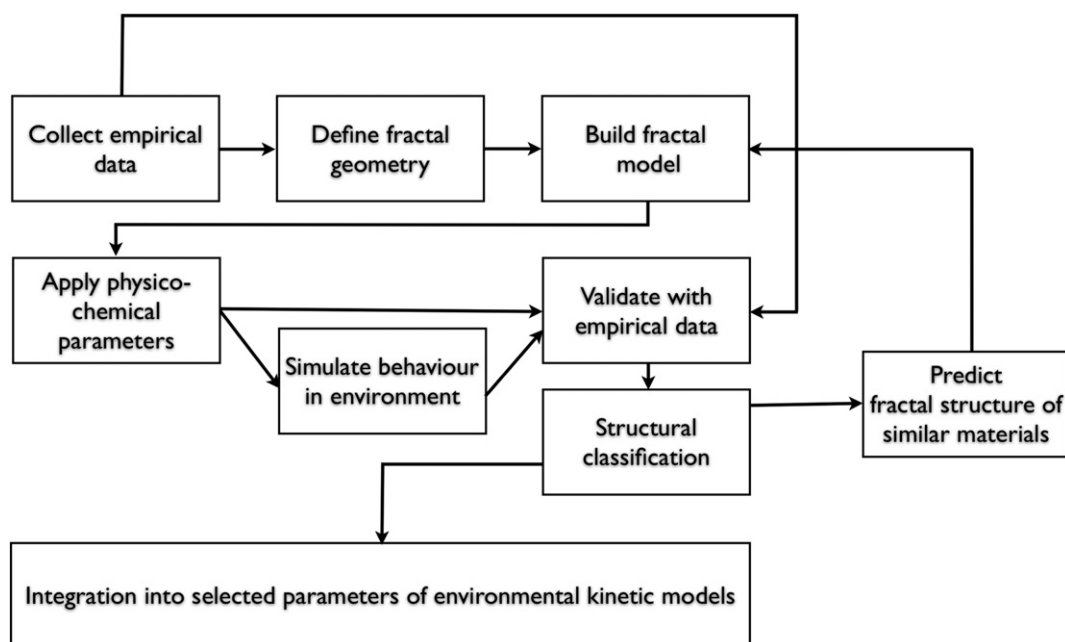 Collect empirical
data
Define fractal
geometry
Build fractal
model
Apply physico-
chemical
parameters
Simulate behaviour
in environment
Validate with
empirical data
Structural
classification
Predict
fractal structure of
similar materials
Integration into selected parameters of environmental kinetic models